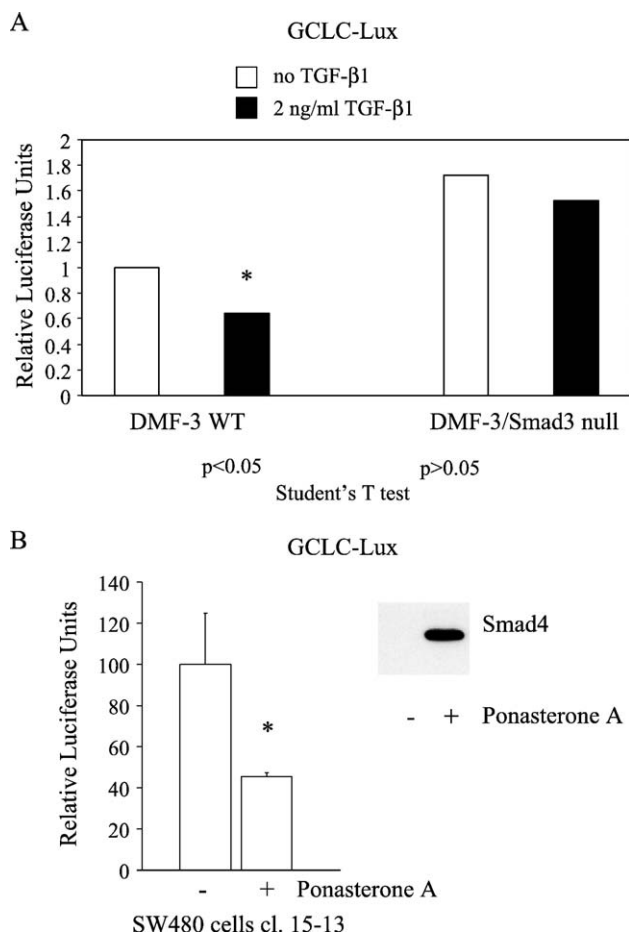 A
GCLC-Lux
no TGF-β1
2 ng/ml TGF-β1
Relative Luciferase Units
2
1.8
1.6
1.4
1.2
1
0.8
0.6
0.4
0.2
0
*
DMF-3 WT
DMF-3/Smad3 null
p<0.05
p>0.05
Student's T test
B
GCLC-Lux
Relative Luciferase Units
140
120
100
80
60
40
20
0
*
- + Ponasterone A
SW480 cells cl. 15-13
Smad4
- + Ponasterone A